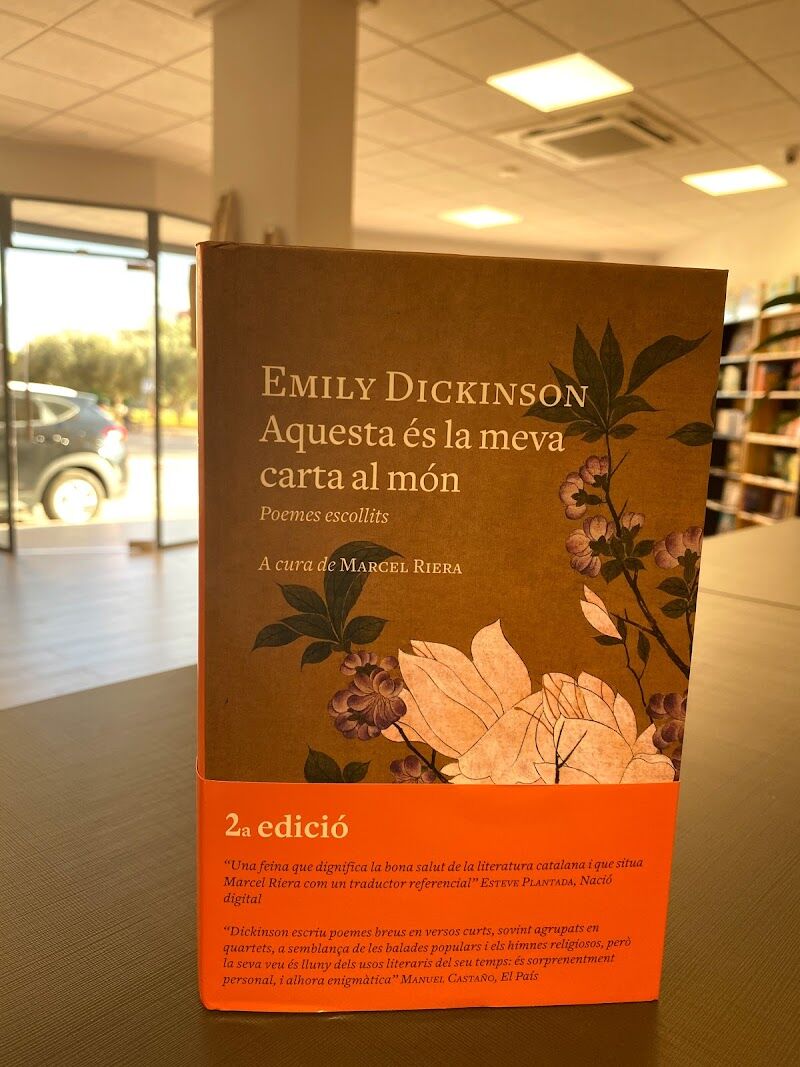 EMILY DICKINSON
Aquesta és la meva
carta al món
Poemes escollits
A cura de MARCEL RIERA
2a edició
“Una feina que dignifica la bona salut de la literatura catalana i que situa
Marcel Riera com un traductor referencial” ESTEVE PLANTADA, Nació
digital
“Dickinson escriu poemes breus en versos curts, sovint agrupats en
quartets, a semblança de les balades populars i els himnes religiosos, però
la seva veu és lluny dels usos literaris del seu temps: és sorprenentment
personal, i alhora enigmàtica” MANUEL CASTAÑO, El País